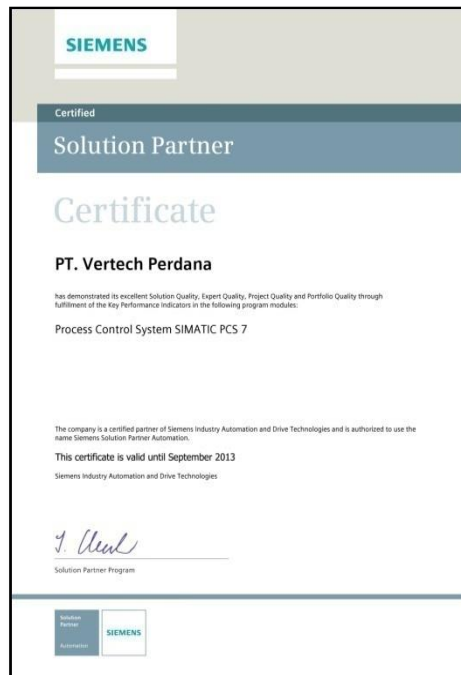 SIEMENS
Certified
Solution Partner
Certificate
PT. Vertech Perdana
has demonstrated its excellent Solution Quality, Expert Quality, Project Quality and Portfolio Quality through
fulfillment of the Key Performance Indicators in the following program modules:
Process Control System SIMATIC PCS 7
The company is a certified partner of Siemens Industry Automation and Drive Technologies and is authorized to use the
name Siemens Solution Partner Automation.
This certificate is valid until September 2013
Siemens Industry Automation and Drive Technologies
Solution Partner Program
Solution
Partner
SIEMENS
Automation